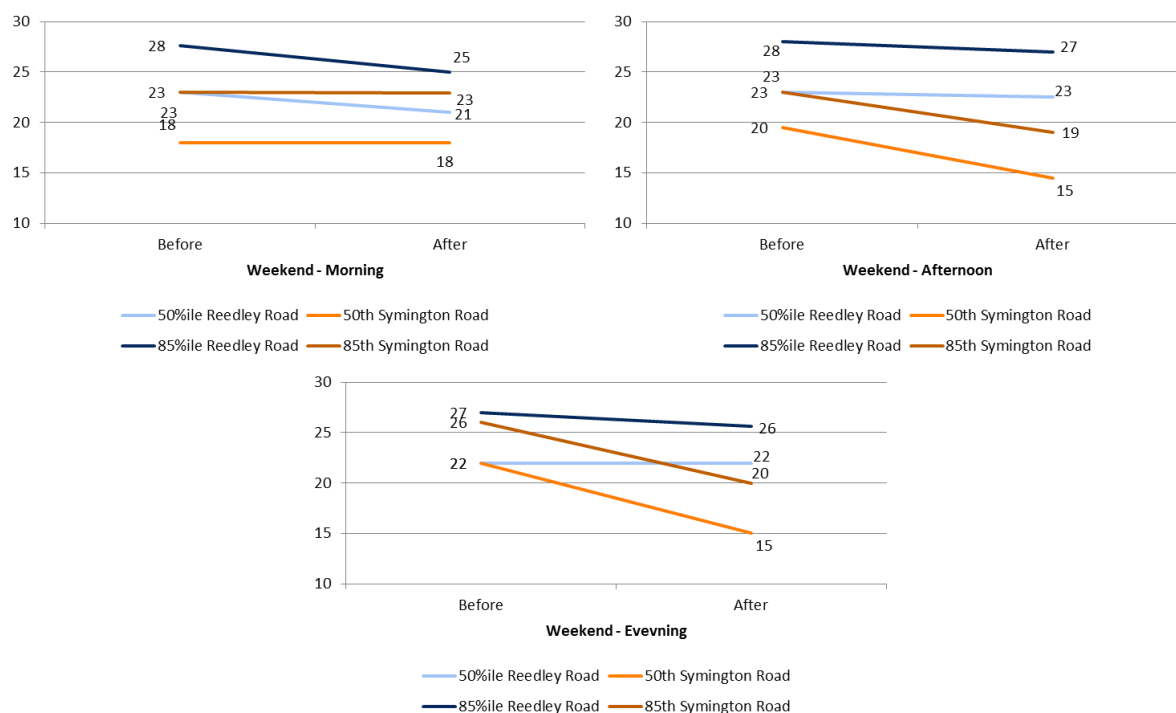 30
28
25
25
23
23
23
21
20
18
18
15
10
Before
After
Weekend - Morning
50%ile Reedley Road
50th Symington Road
85%ile Reedley Road
85th Symington Road
30
28
27
25
23
23
23
20
20
19
15
15
10
Before
After
Weekend - Afternoon
50%ile Reedley Road
50th Symington Road
85%ile Reedley Road
85th Symington Road
30
27
26
26
25
22
22
20
20
15
15
10
Before
After
Weekend - Evevning
50%ile Reedley Road
50th Symington Road
85%ile Reedley Road
85th Symington Road